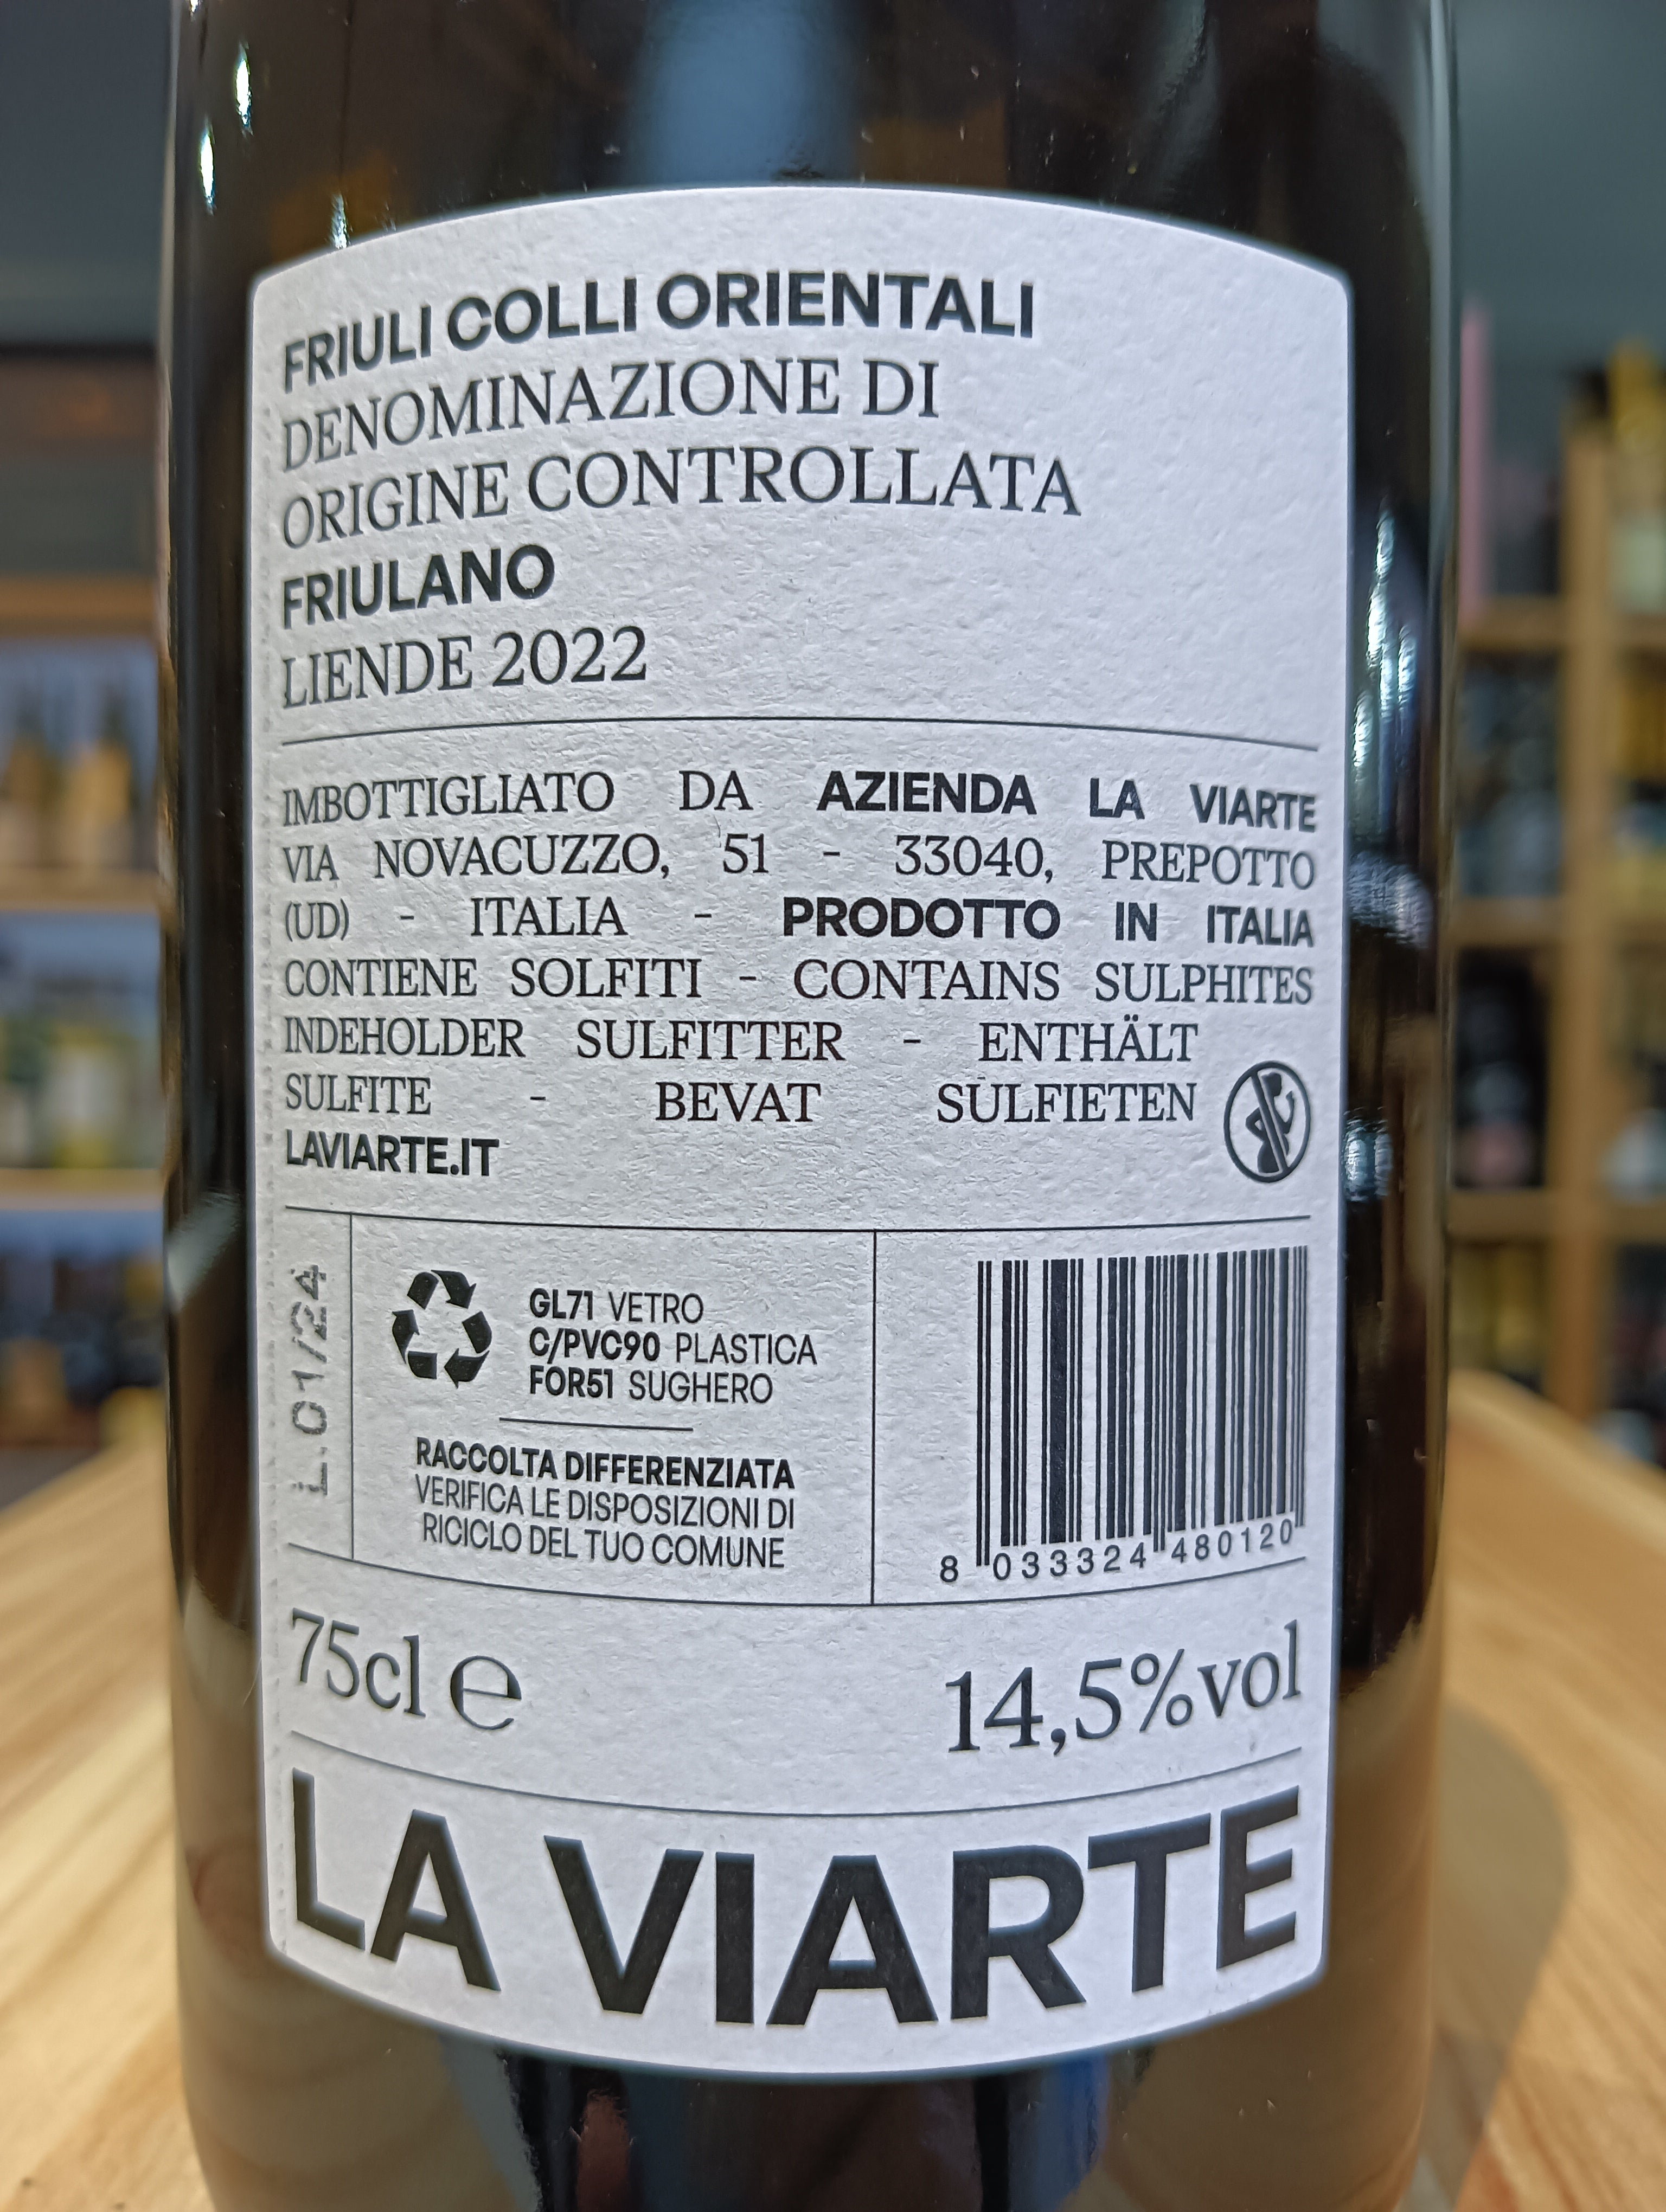 FRIULI COLLI ORIENTALI
DENOMINAZIONE DI
ORIGINE CONTROLLATA
FRIULANO
LIENDE 2022
IMBOTTIGLIATO DA AZIENDA LA VIARTE
VIA NOVACUZZO, 51 - 33040, PREPOTTO
(UD) - ITALIA - PRODOTTO IN ITALIA
CONTIENE SOLFITI - CONTAINS SULPHITES
INDEHOLDER SULFITTER - ENTHÄLT
SULFITE - BEVAT SULFIETEN
LAVIARTE.IT
L.01/24
GL71 VETRO
C/PVC90 PLASTICA
FOR51 SUGHERO
RACCOLTA DIFFERENZIATA
VERIFICA LE DISPOSIZIONI DI
RICICLO DEL TUO COMUNE
8 033324 480120
75cl e
14,5%vol
LA VIARTE